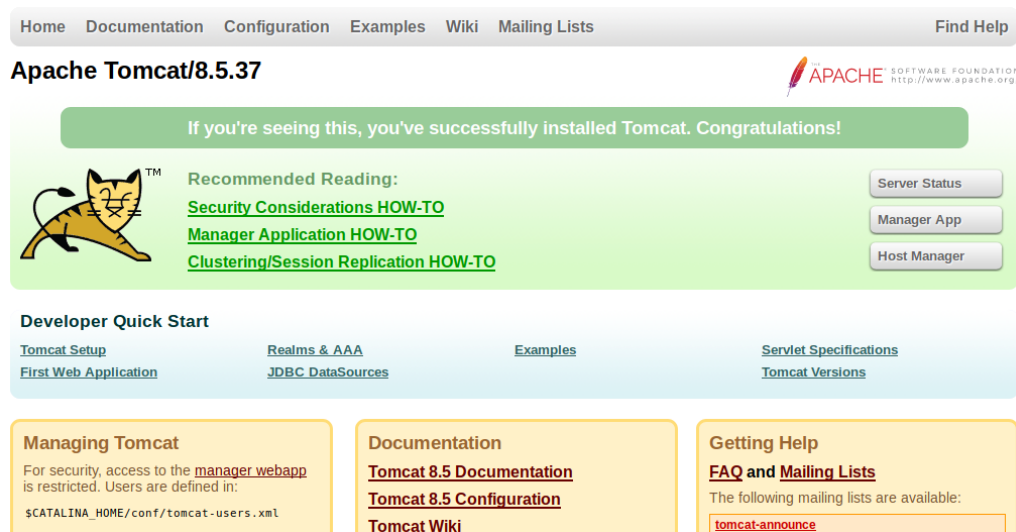 Home Documentation Configuration Examples Wiki Mailing Lists Find Help
Apache Tomcat/8.5.37
THE
APACHE® SOFTWARE FOUNDATION
http://www.apache.org
If you're seeing this, you've successfully installed Tomcat. Congratulations!
TM
Recommended Reading:
Security Considerations HOW-TO
Manager Application HOW-TO
Clustering/Session Replication HOW-TO
Server Status
Manager App
Host Manager
Developer Quick Start
Tomcat Setup
First Web Application
Realms & AAA
JDBC DataSources
Examples
Servlet Specifications
Tomcat Versions
Managing Tomcat
For security, access to the manager webapp
is restricted. Users are defined in:
$CATALINA_HOME/conf/tomcat-users.xml
Documentation
Tomcat 8.5 Documentation
Tomcat 8.5 Configuration
Tomcat Wiki
Getting Help
FAQ and Mailing Lists
The following mailing lists are available:
tomcat-announce